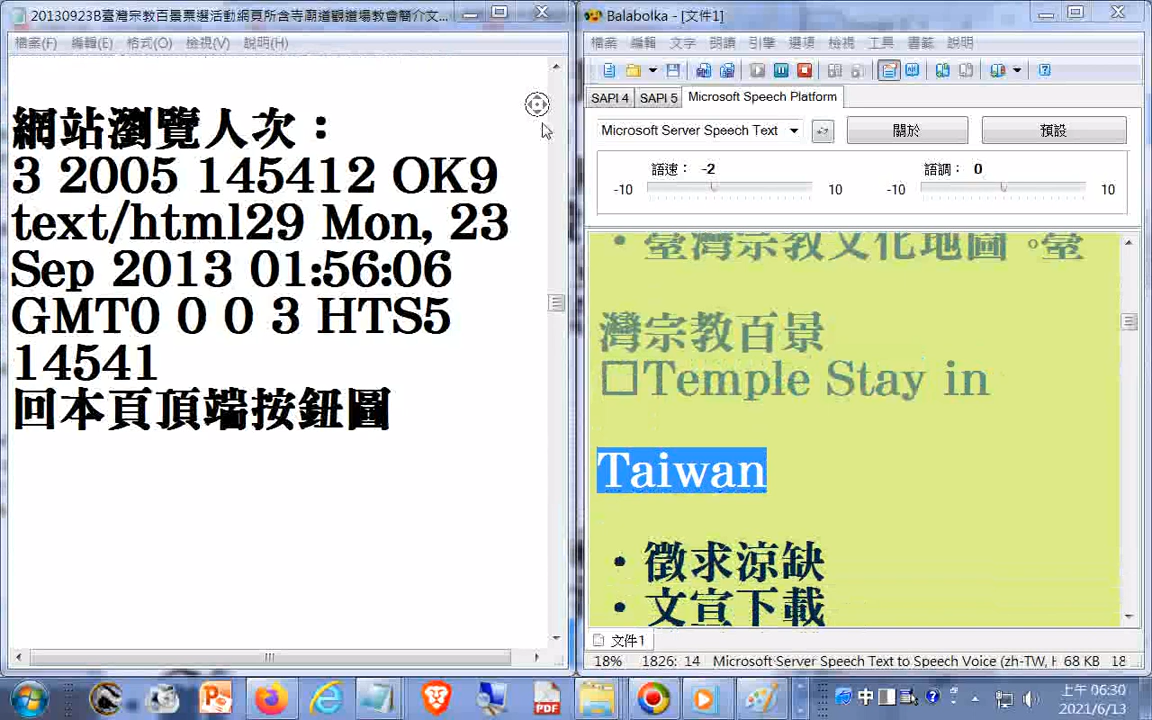 20130923B臺灣宗教百景票選活動網頁所含寺廟道觀道場教會簡介文...
檔案(F) 編輯(E) 格式(O) 檢視(V) 說明(H)
網站瀏覽人次：
3 2005 145412 OK9
text/html29 Mon, 23
Sep 2013 01:56:06
GMT0 0 0 3 HTS5
14541
回本頁頂端按鈕圖
Balabolka - [文件1]
檔案 編輯 文字 朗讀 引擎 選項 檢視 工具 書籤 說明
SAPI 4 SAPI 5 Microsoft Speech Platform
Microsoft Server Speech Text 關於 預設
語速： -2 語調： 0
-10 10 -10 10
•臺灣宗教文化地圖。臺
灣宗教百景
□Temple Stay in
Taiwan
•徵求涼缺
•文宣下載
文件1
18% 1826: 14 Microsoft Server Speech Text to Speech Voice (zh-TW, H 68 KB 18
中
上午 06:30
2021/6/13